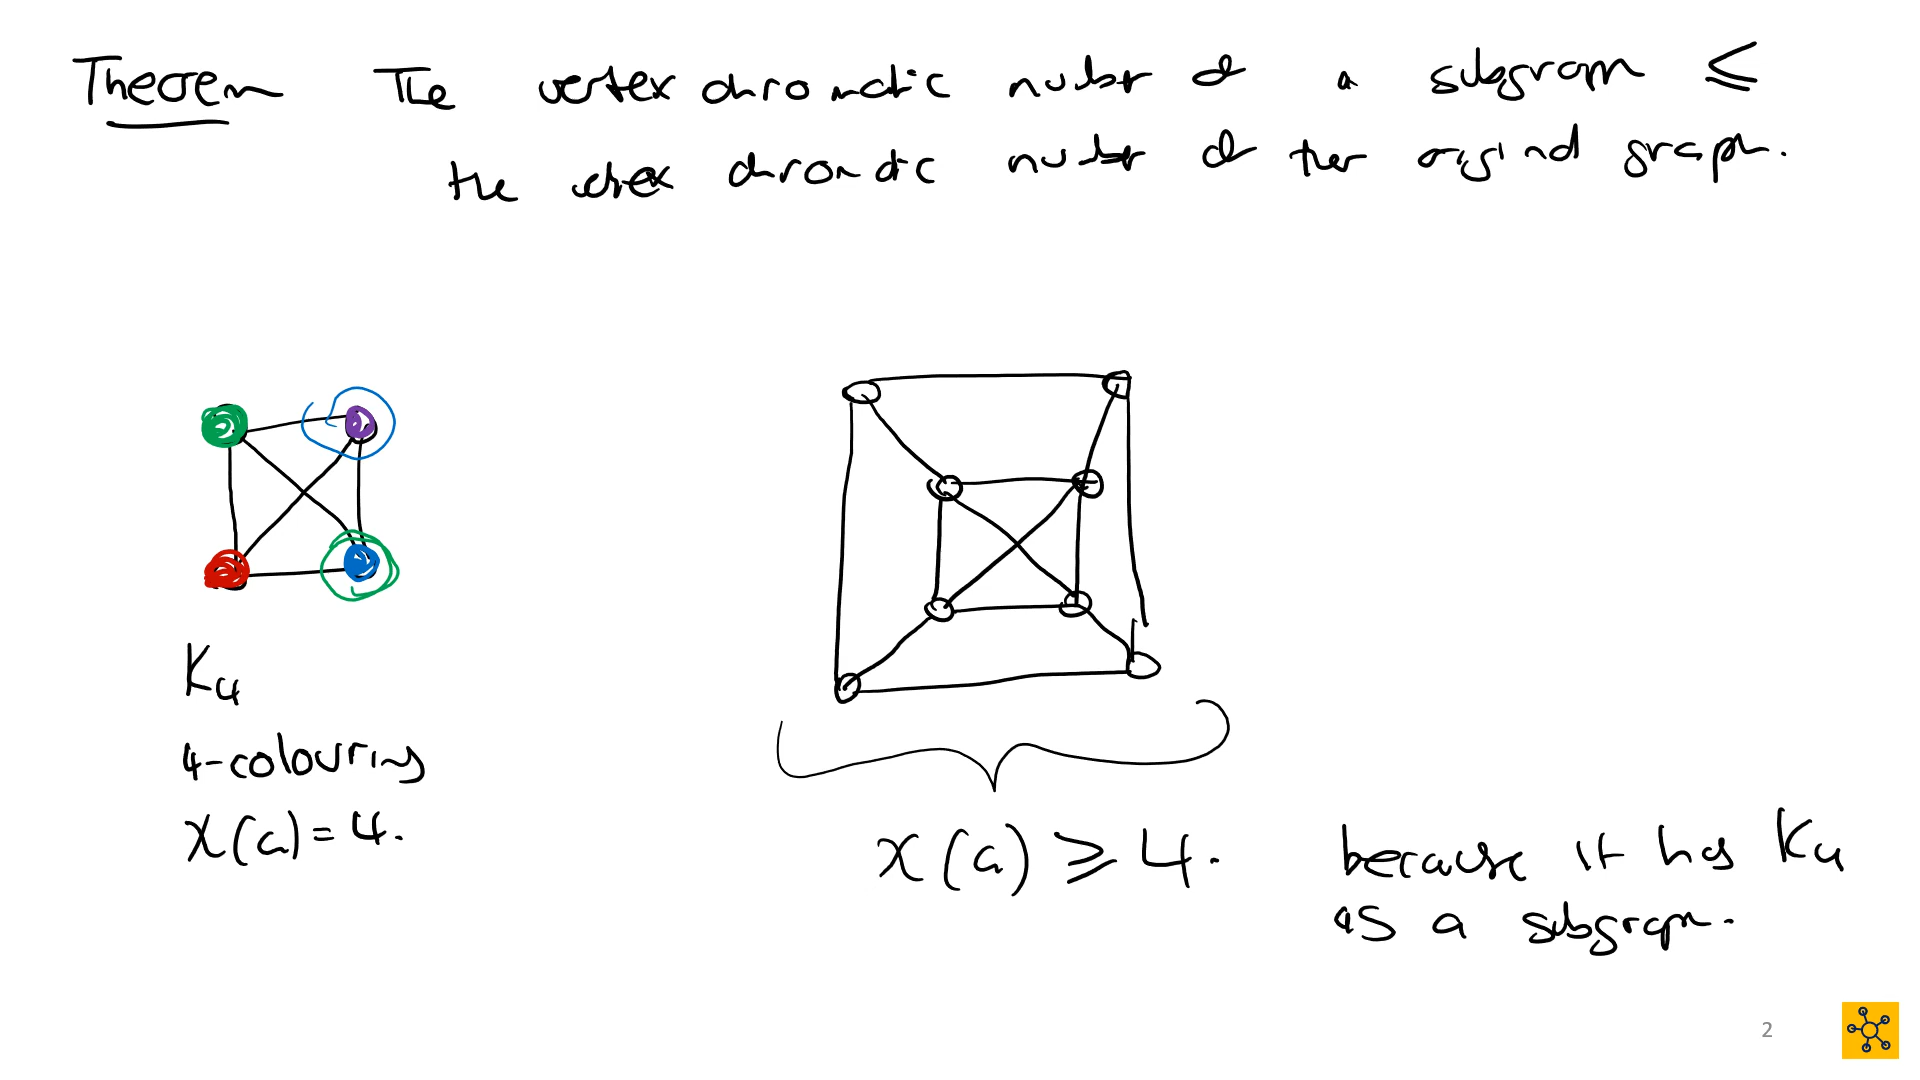 Theorem The vertex chromatic number of a subgraph ≤
the vertex chromatic number of the original graph.
K₄
4-colouring
χ(G)=4.
χ(G) ≥ 4.
because it has K₄
as a subgraph.
2